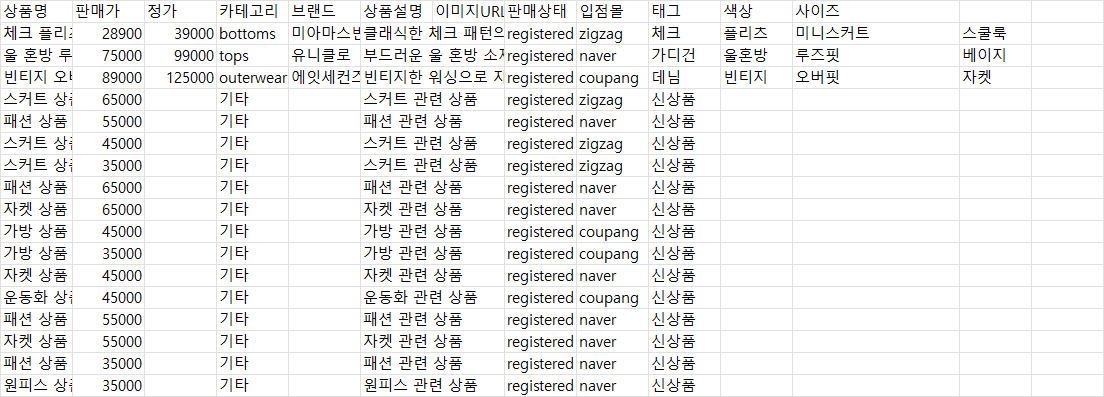 상품명 판매가 정가 카테고리 브랜드 상품설명 이미지URL 판매상태 입점몰 태그 색상 사이즈
체크 플리츠 28900 39000 bottoms 미아마스빈 클래식한 체크 패턴의 registered zigzag 체크 플리츠 미니스커트 스쿨룩
울 혼방 루 75000 99000 tops 유니클로 부드러운 울 혼방 소재 registered naver 가디건 울혼방 루즈핏 베이지
빈티지 오버 89000 125000 outerwear 에잇세컨즈 빈티지한 워싱으로 registered coupang 데님 빈티지 오버핏 자켓
스커트 상품 65000 기타 스커트 관련 상품 registered zigzag 신상품
패션 상품 55000 기타 패션 관련 상품 registered naver 신상품
스커트 상품 45000 기타 스커트 관련 상품 registered zigzag 신상품
스커트 상품 35000 기타 스커트 관련 상품 registered zigzag 신상품
패션 상품 65000 기타 패션 관련 상품 registered naver 신상품
자켓 상품 65000 기타 자켓 관련 상품 registered naver 신상품
가방 상품 45000 기타 가방 관련 상품 registered coupang 신상품
가방 상품 35000 기타 가방 관련 상품 registered coupang 신상품
자켓 상품 45000 기타 자켓 관련 상품 registered naver 신상품
운동화 상품 45000 기타 운동화 관련 상품 registered coupang 신상품
패션 상품 55000 기타 패션 관련 상품 registered naver 신상품
자켓 상품 55000 기타 자켓 관련 상품 registered naver 신상품
패션 상품 35000 기타 패션 관련 상품 registered naver 신상품
원피스 상품 35000 기타 원피스 관련 상품 registered naver 신상품